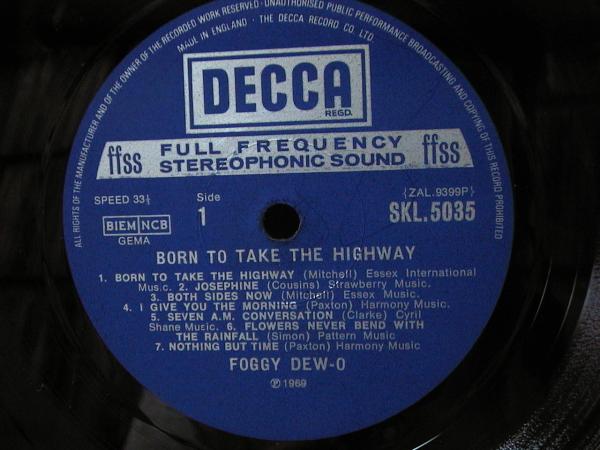 ALL RIGHTS OF THE MANUFACTURER AND OF THE OWNER OF THE RECORDED WORK RESERVED · UNAUTHORISED PUBLIC PERFORMANCE BROADCASTING AND COPYING OF THIS RECORD PROHIBITED
MADE IN ENGLAND · THE DECCA RECORD CO LTD.
DECCA
REGD.
ffss FULL FREQUENCY ffss
STEREOPHONIC SOUND
SPEED 33⅓ Side {ZAL.9399P}
1 SKL.5035
BIEM NCB
GEMA
BORN TO TAKE THE HIGHWAY
1. BORN TO TAKE THE HIGHWAY (Mitchell) Essex International
Music. 2. JOSEPHINE (Cousins) Strawberry Music.
3. BOTH SIDES NOW (Mitchell) Essex Music.
4. I GIVE YOU THE MORNING (Paxton) Harmony Music.
5. SEVEN A.M. CONVERSATION (Clarke) Cyril
Shane Music. 6. FLOWERS NEVER BEND WITH
THE RAINFALL (Simon) Pattern Music
7. NOTHING BUT TIME (Paxton) Harmony Music
FOGGY DEW-O
℗ 1969